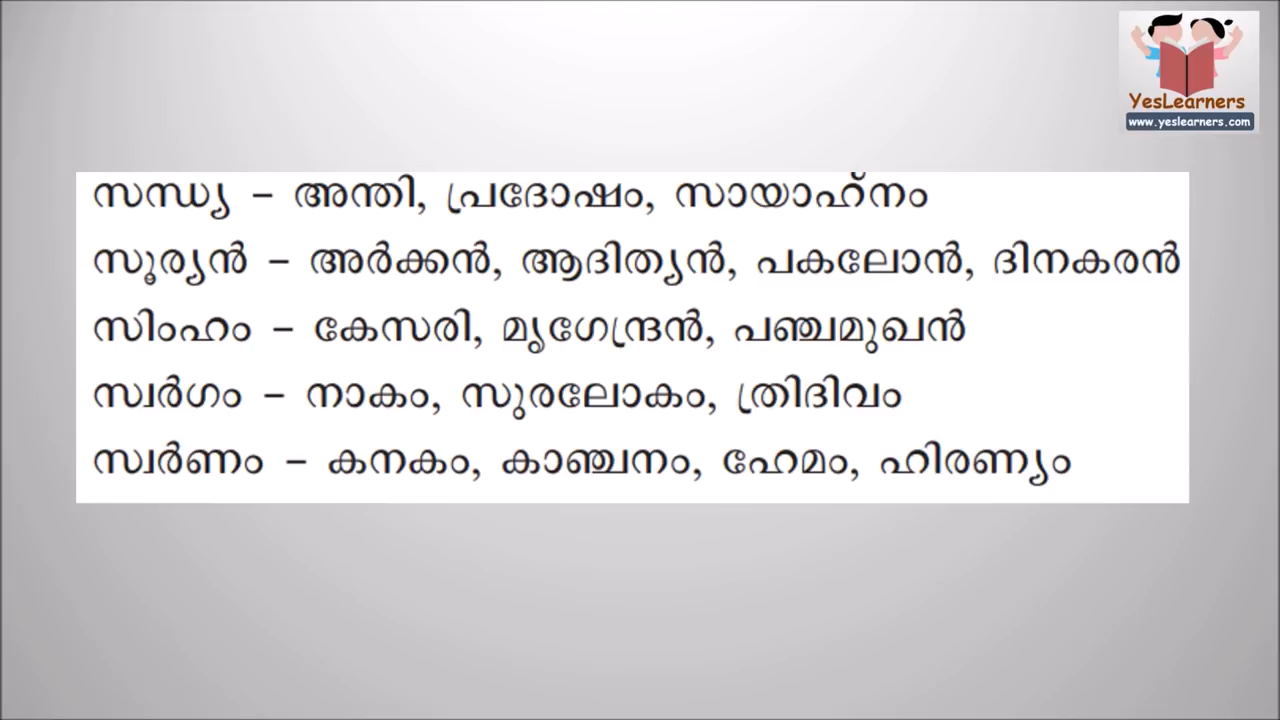 YesLearners
www.yeslearners.com
സന്ധ്യ – അന്തി, പ്രദോഷം, സായാഹ്‌നം
സൂര്യൻ – അർക്കൻ, ആദിത്യൻ, പകലോൻ, ദിനകരൻ
സിംഹം – കേസരി, മൃഗേന്ദ്രൻ, പഞ്ചമുഖൻ
സ്വർഗം – നാകം, സുരലോകം, ത്രിദിവം
സ്വർണം – കനകം, കാഞ്ചനം, ഹേമം, ഹിരണ്യം